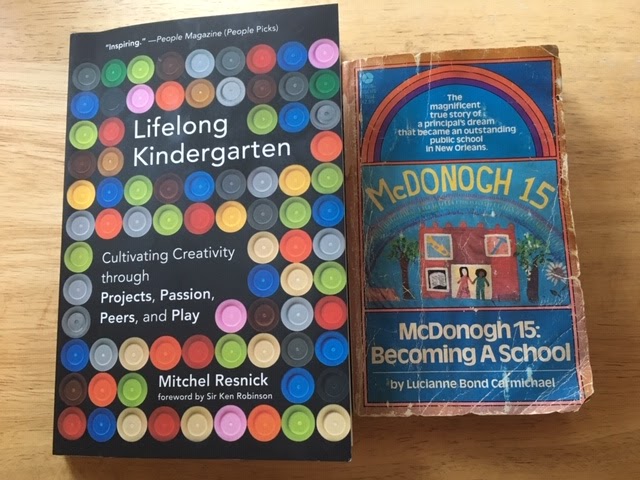 "Inspiring." —People Magazine (People Picks)
Lifelong
Kindergarten
Cultivating Creativity
through
Projects, Passion,
Peers, and Play
Mitchel Resnick
foreword by Sir Ken Robinson
The
magnificent
true story of
a principal's dream
that became an outstanding
public school
in New Orleans.
McDONOGH 15
McDonogh 15:
Becoming A School
by Lucianne Bond Carmichael